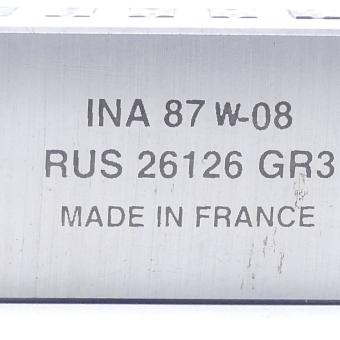 INA 87 W-08
RUS 26126 GR3
MADE IN FRANCE